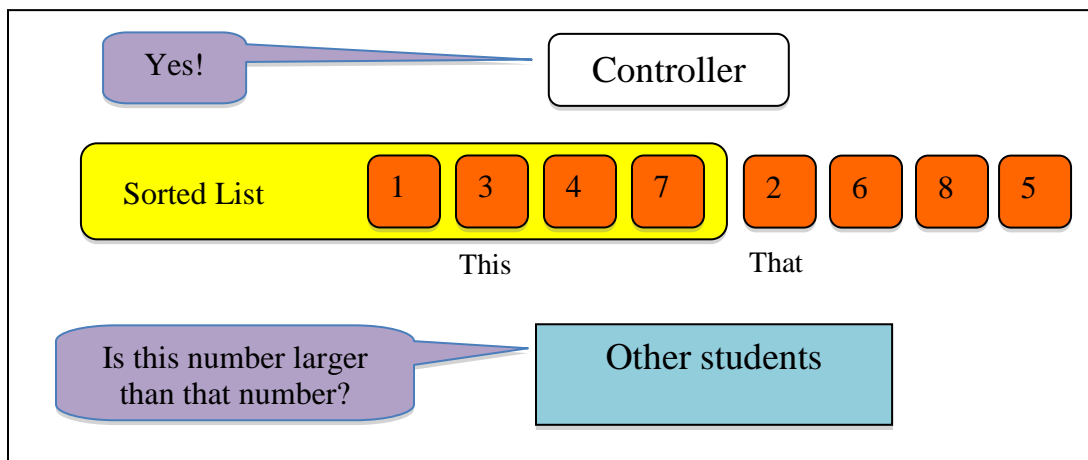 Yes!
Controller
Sorted List 1 3 4 7 2 6 8 5
This That
Is this number larger
than that number?
Other students